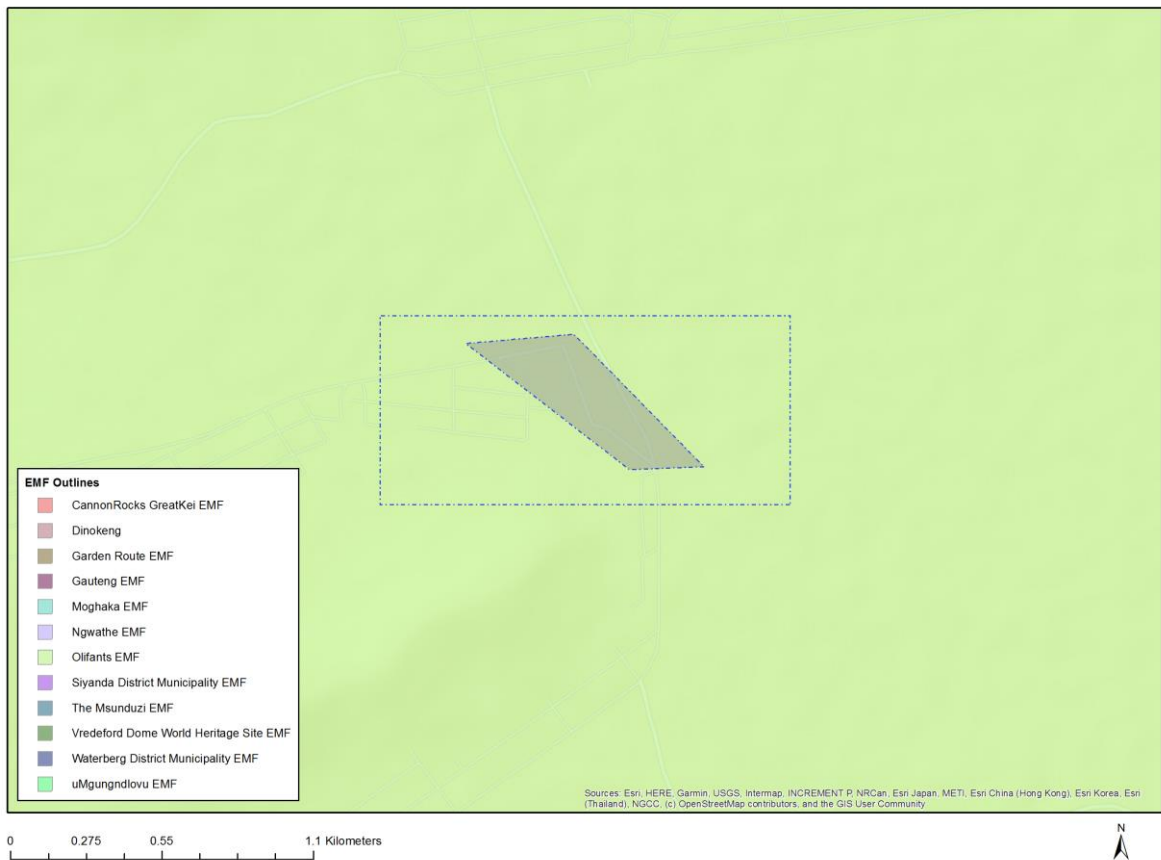 EMF Outlines
CannonRocks GreatKei EMF
Dinokeng
Garden Route EMF
Gauteng EMF
Moghaka EMF
Ngwathe EMF
Olifants EMF
Siyanda District Municipality EMF
The Msunduzi EMF
Vredeford Dome World Heritage Site EMF
Waterberg District Municipality EMF
uMgungndlovu EMF
Sources: Esri, HERE, Garmin, USGS, Intermap, INCREMENT P, NRCan, Esri Japan, METI, Esri China (Hong Kong), Esri Korea, Esri
(Thailand), NGCC, (c) OpenStreetMap contributors, and the GIS User Community
0 0.275 0.55 1.1 Kilometers
N